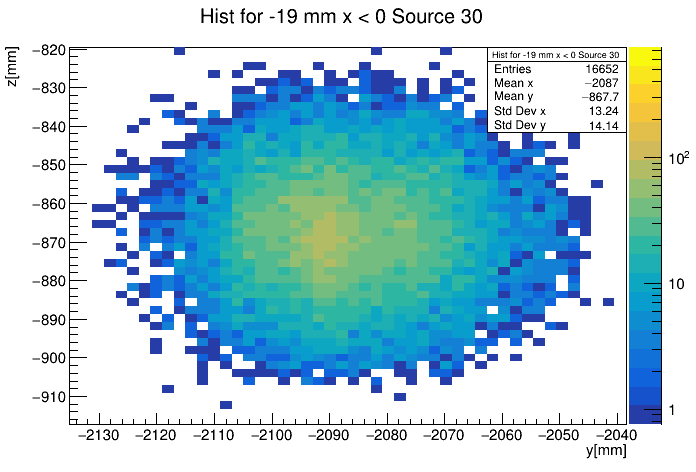 Hist for -19 mm x < 0 Source 30
z[mm]
−820
−830
−840
−850
−860
−870
−880
−890
−900
−910
Hist for -19 mm x < 0 Source 30
Entries 16652
Mean x −2087
Mean y −867.7
Std Dev x 13.24
Std Dev y 14.14
10²
10
1
−2130 −2120 −2110 −2100 −2090 −2080 −2070 −2060 −2050 −2040
y[mm]